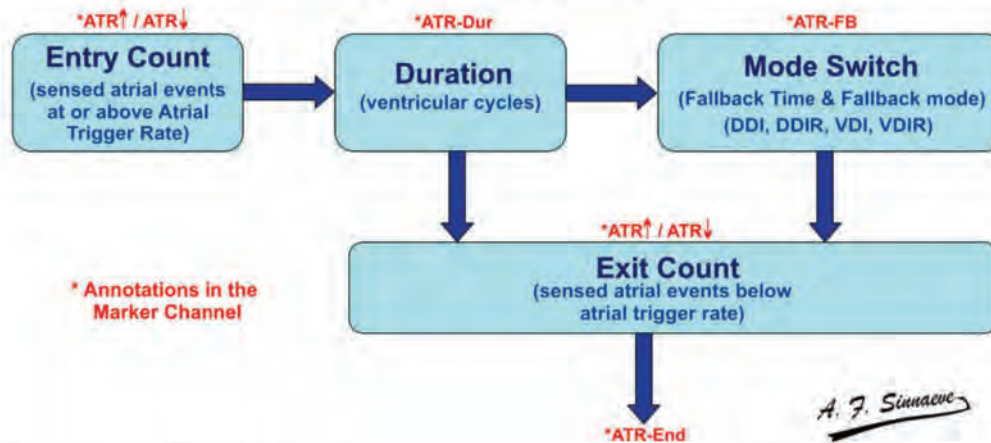 *ATR↑ / ATR↓
Entry Count
(sensed atrial events
at or above Atrial
Trigger Rate)
*ATR-Dur
Duration
(ventricular cycles)
*ATR-FB
Mode Switch
(Fallback Time & Fallback mode)
(DDI, DDIR, VDI, VDIR)
*ATR↑ / ATR↓
Exit Count
(sensed atrial events below
atrial trigger rate)
* Annotations in the
Marker Channel
*ATR-End
A. F. Sinnaeve